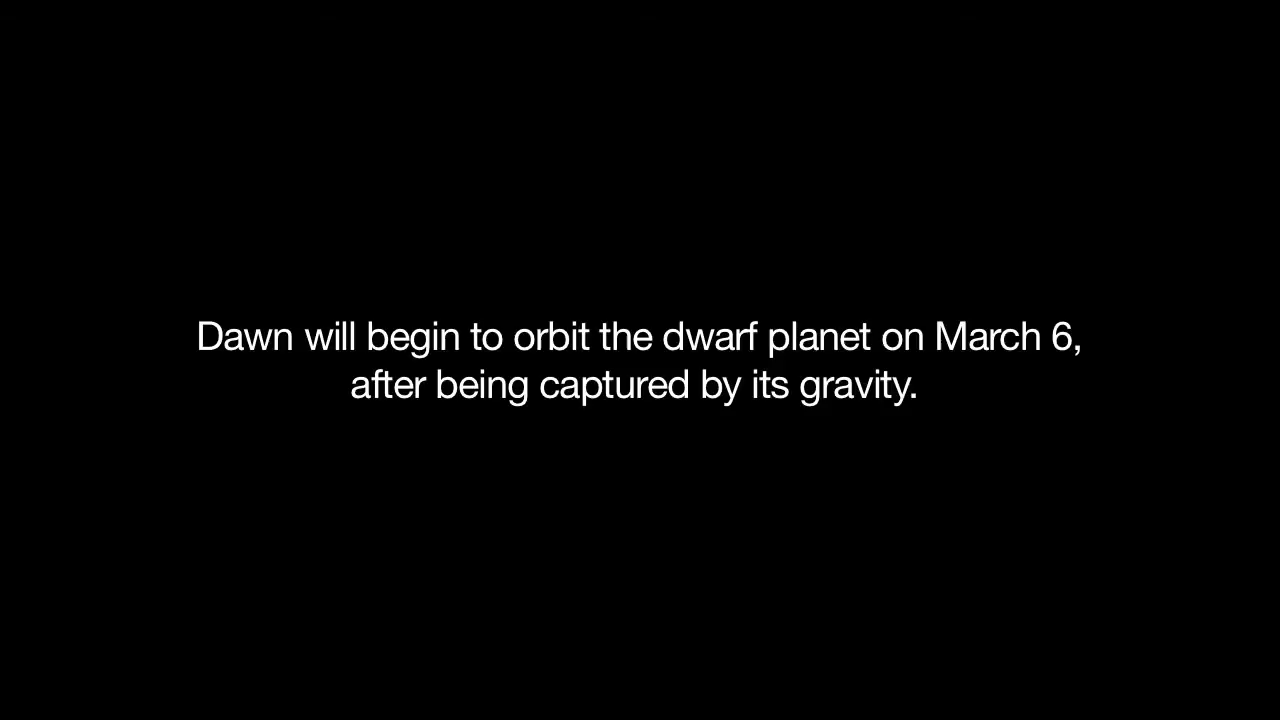 Dawn will begin to orbit the dwarf planet on March 6,
after being captured by its gravity.